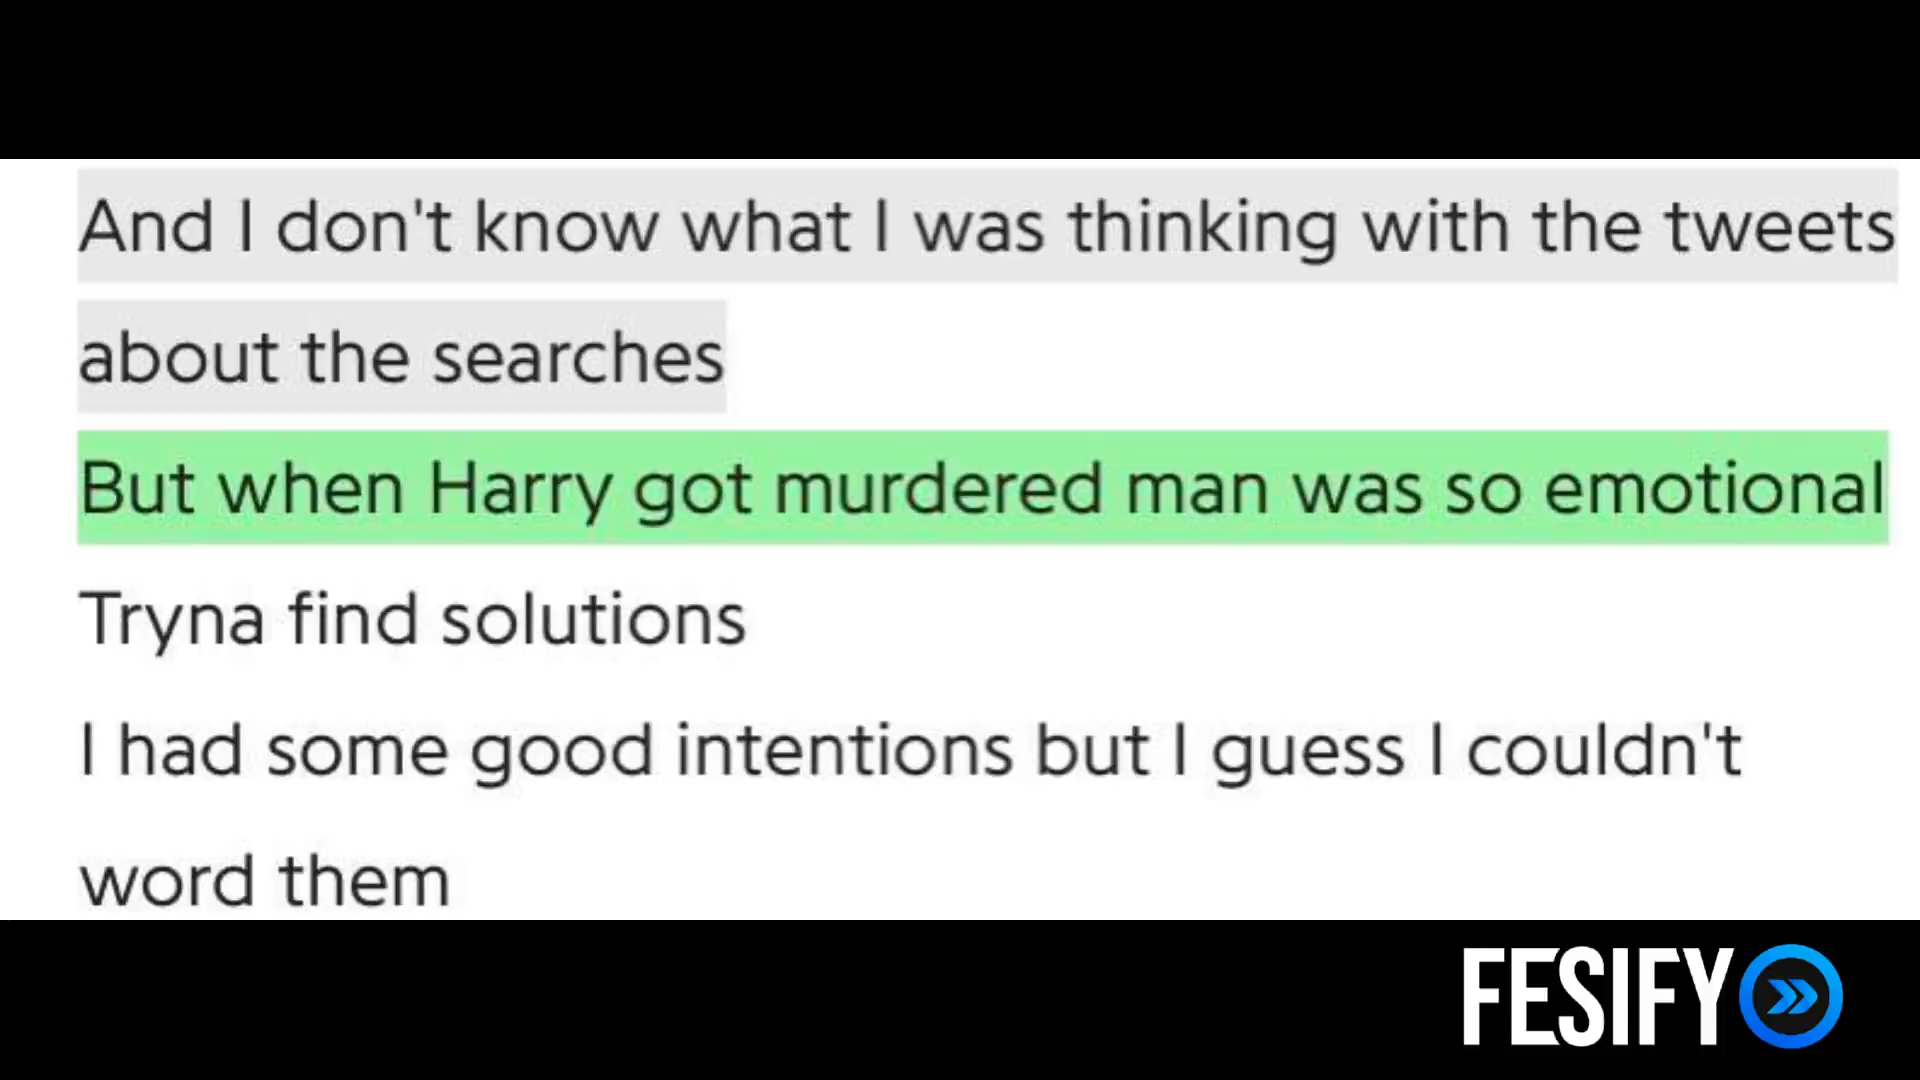 And I don't know what I was thinking with the tweets
about the searches
But when Harry got murdered man was so emotional
Tryna find solutions
I had some good intentions but I guess I couldn't
word them
FESIFY